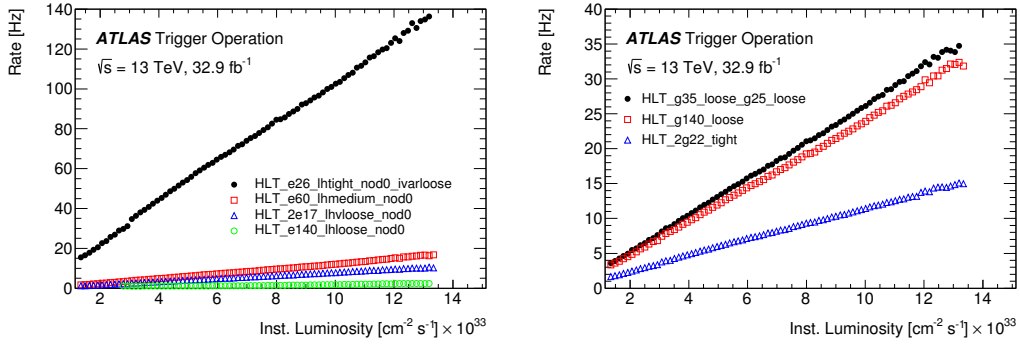 Rate [Hz]
140
120
100
80
60
40
20
0
ATLAS Trigger Operation
√s = 13 TeV, 32.9 fb⁻¹
HLT_e26_lhtight_nod0_ivarloose
HLT_e60_lhmedium_nod0
HLT_2e17_lhvloose_nod0
HLT_e140_lhloose_nod0
2 4 6 8 10 12 14
Inst. Luminosity [cm⁻² s⁻¹] × 10³³
Rate [Hz]
40
35
30
25
20
15
10
5
0
ATLAS Trigger Operation
√s = 13 TeV, 32.9 fb⁻¹
HLT_g35_loose_g25_loose
HLT_g140_loose
HLT_2g22_tight
2 4 6 8 10 12 14
Inst. Luminosity [cm⁻² s⁻¹] × 10³³